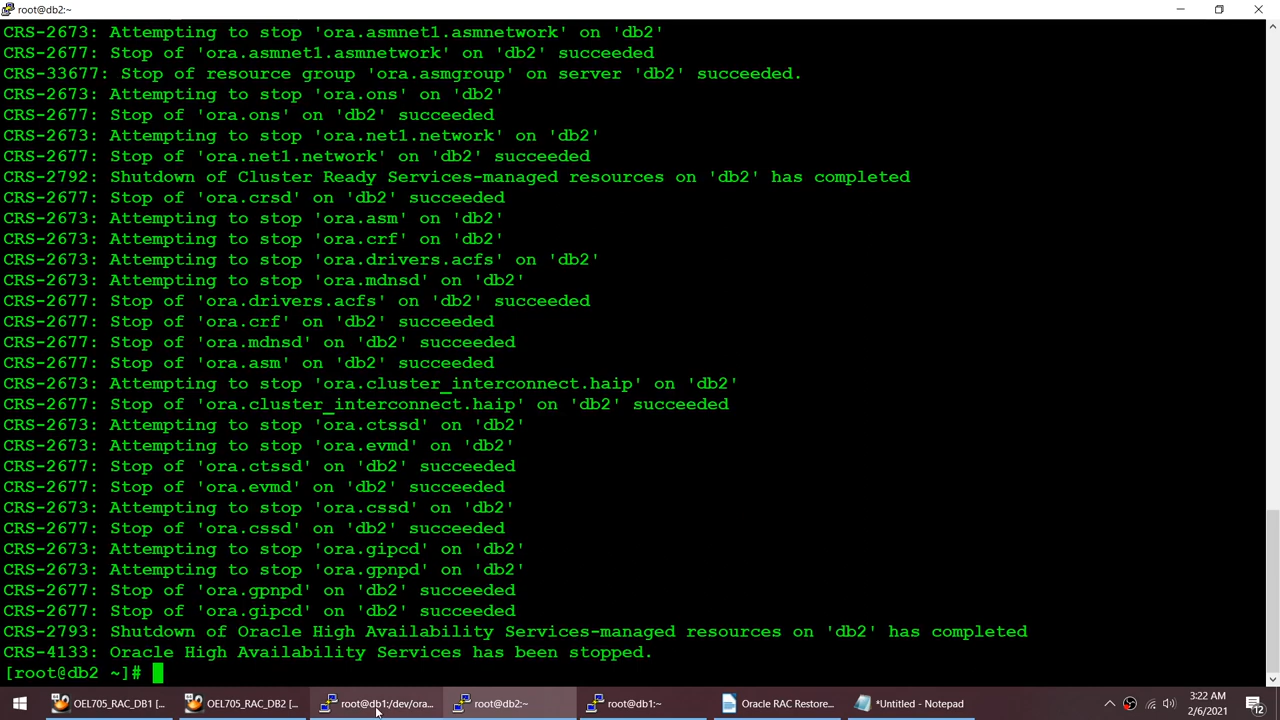 root@db2:~
CRS-2673: Attempting to stop 'ora.asmnet1.asmnetwork' on 'db2'
CRS-2677: Stop of 'ora.asmnet1.asmnetwork' on 'db2' succeeded
CRS-33677: Stop of resource group 'ora.asmgroup' on server 'db2' succeeded.
CRS-2673: Attempting to stop 'ora.ons' on 'db2'
CRS-2677: Stop of 'ora.ons' on 'db2' succeeded
CRS-2673: Attempting to stop 'ora.net1.network' on 'db2'
CRS-2677: Stop of 'ora.net1.network' on 'db2' succeeded
CRS-2792: Shutdown of Cluster Ready Services-managed resources on 'db2' has completed
CRS-2677: Stop of 'ora.crsd' on 'db2' succeeded
CRS-2673: Attempting to stop 'ora.asm' on 'db2'
CRS-2673: Attempting to stop 'ora.crf' on 'db2'
CRS-2673: Attempting to stop 'ora.drivers.acfs' on 'db2'
CRS-2673: Attempting to stop 'ora.mdnsd' on 'db2'
CRS-2677: Stop of 'ora.drivers.acfs' on 'db2' succeeded
CRS-2677: Stop of 'ora.crf' on 'db2' succeeded
CRS-2677: Stop of 'ora.mdnsd' on 'db2' succeeded
CRS-2677: Stop of 'ora.asm' on 'db2' succeeded
CRS-2673: Attempting to stop 'ora.cluster_interconnect.haip' on 'db2'
CRS-2677: Stop of 'ora.cluster_interconnect.haip' on 'db2' succeeded
CRS-2673: Attempting to stop 'ora.ctssd' on 'db2'
CRS-2673: Attempting to stop 'ora.evmd' on 'db2'
CRS-2677: Stop of 'ora.ctssd' on 'db2' succeeded
CRS-2677: Stop of 'ora.evmd' on 'db2' succeeded
CRS-2673: Attempting to stop 'ora.cssd' on 'db2'
CRS-2677: Stop of 'ora.cssd' on 'db2' succeeded
CRS-2673: Attempting to stop 'ora.gipcd' on 'db2'
CRS-2673: Attempting to stop 'ora.gpnpd' on 'db2'
CRS-2677: Stop of 'ora.gpnpd' on 'db2' succeeded
CRS-2677: Stop of 'ora.gipcd' on 'db2' succeeded
CRS-2793: Shutdown of Oracle High Availability Services-managed resources on 'db2' has completed
CRS-4133: Oracle High Availability Services has been stopped.
[root@db2 ~]#
OEL705_RAC_DB1 [... OEL705_RAC_DB2 [... root@db1:/dev/ora... root@db2:~ root@db1:~ Oracle RAC Restore... *Untitled - Notepad 3:22 AM
2/6/2021 12